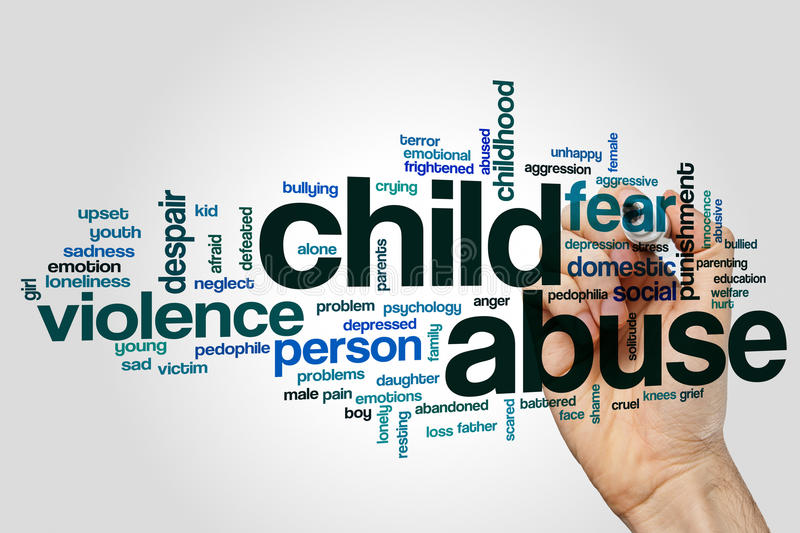 terror
emotional
frightened
abused
childhood
unhappy
female
aggression
aggressive
bullying
crying
child
fear
punishment
innocence
abusive
despair
kid
upset
youth
sadness
emotion
loneliness
girl
afraid
defeated
alone
parents
depression
stress
bullied
domestic
parenting
education
neglect
pedophilia
social
welfare
hurt
violence
problem
psychology
anger
depressed
family
abuse
solitude
young
pedophile
person
sad
victim
problems
daughter
male
pain
emotions
boy
lonely
resting
abandoned
scared
battered
face
shame
cruel
knees
grief
loss
father
dreamstime